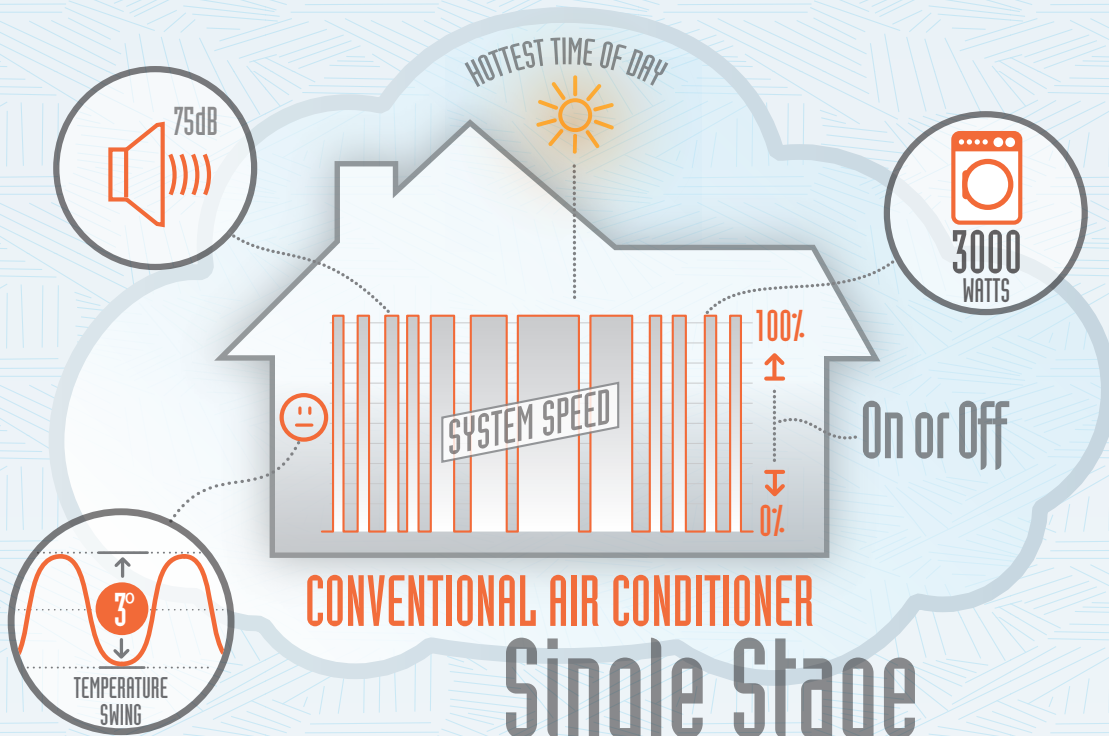 HOTTEST TIME OF DAY
75dB
3000
WATTS
100%
SYSTEM SPEED
On or Off
0%
3°
TEMPERATURE
SWING
CONVENTIONAL AIR CONDITIONER
Single Stage